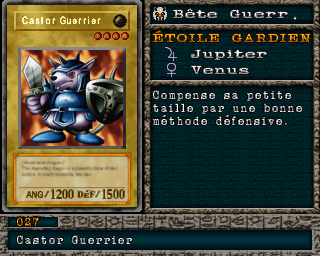 Castor Guerrier
ANG/1200 DÉF/1500
Bête Guerr.
ÉTOILE GARDIEN
Jupiter
Venus
Compense sa petite
taille par une bonne
méthode défensive.
027
Castor Guerrier